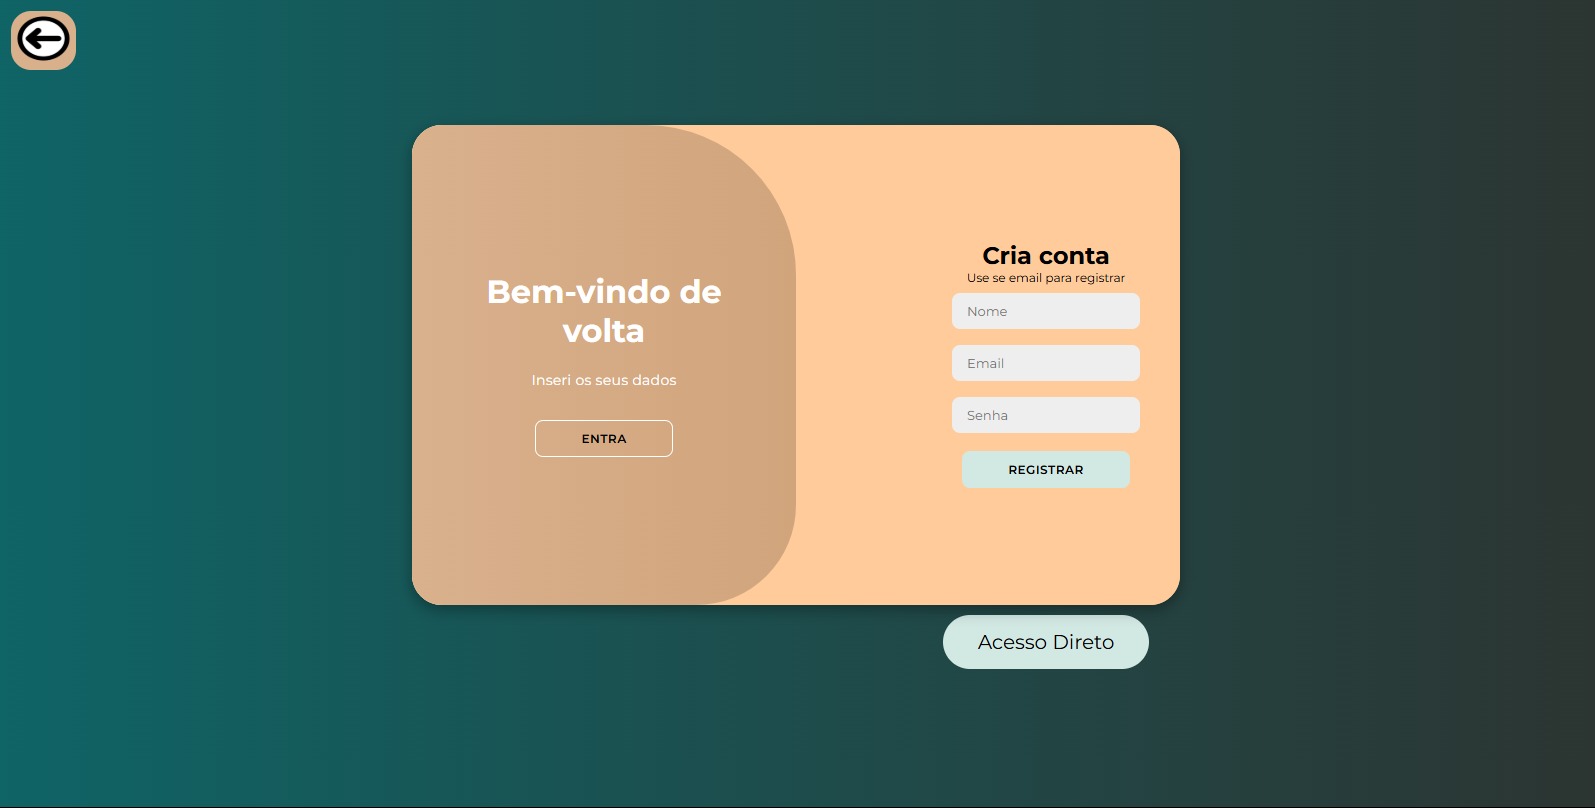 Bem-vindo de
volta
Inseri os seus dados
ENTRA
Cria conta
Use se email para registrar
Nome
Email
Senha
REGISTRAR
Acesso Direto